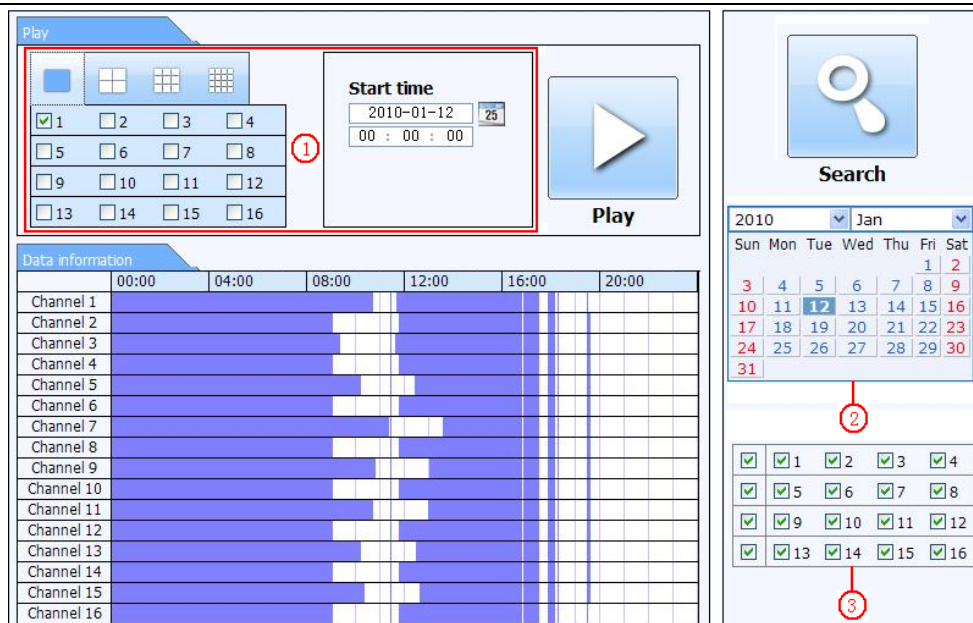 Play
1 2 3 4
5 6 7 8
9 10 11 12
13 14 15 16
1
Start time
2010-01-12
25
00 : 00 : 00
Play
Data information
00:00 04:00 08:00 12:00 16:00 20:00
Channel 1
Channel 2
Channel 3
Channel 4
Channel 5
Channel 6
Channel 7
Channel 8
Channel 9
Channel 10
Channel 11
Channel 12
Channel 13
Channel 14
Channel 15
Channel 16
Search
2010 Jan
Sun Mon Tue Wed Thu Fri Sat
1 2
3 4 5 6 7 8 9
10 11 12 13 14 15 16
17 18 19 20 21 22 23
24 25 26 27 28 29 30
31
2
1 2 3 4
5 6 7 8
9 10 11 12
13 14 15 16
3